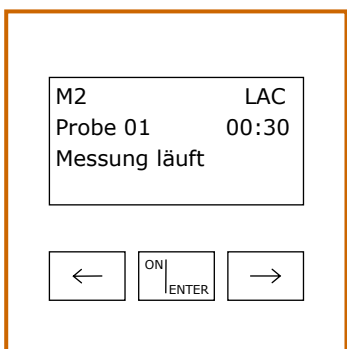 M2 LAC
Probe 01 00:30
Messung läuft
← ON ENTER →